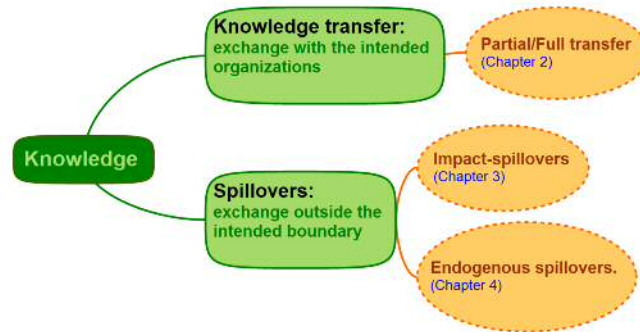 Knowledge transfer:
exchange with the intended
organizations
Partial/Full transfer
(Chapter 2)
Knowledge
Spillovers:
exchange outside the
intended boundary
Impact-spillovers
(Chapter 3)
Endogenous spillovers.
(Chapter 4)